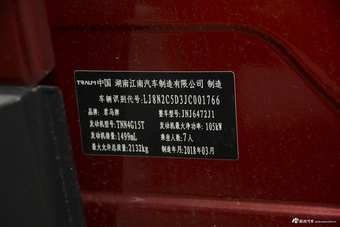 TRAUM 中国 湖南江南汽车制造有限公司 制造
车辆识别代号:LJ8N2C5D3JC001766
品牌:君马牌 整车型号:JNJ6472J1
发动机型号:TNN4G15T 发动机最大净功率:105kW
发动机排量:1499mL 乘坐人数:7人
最大允许总质量:2132kg 制造年月:2018年03月